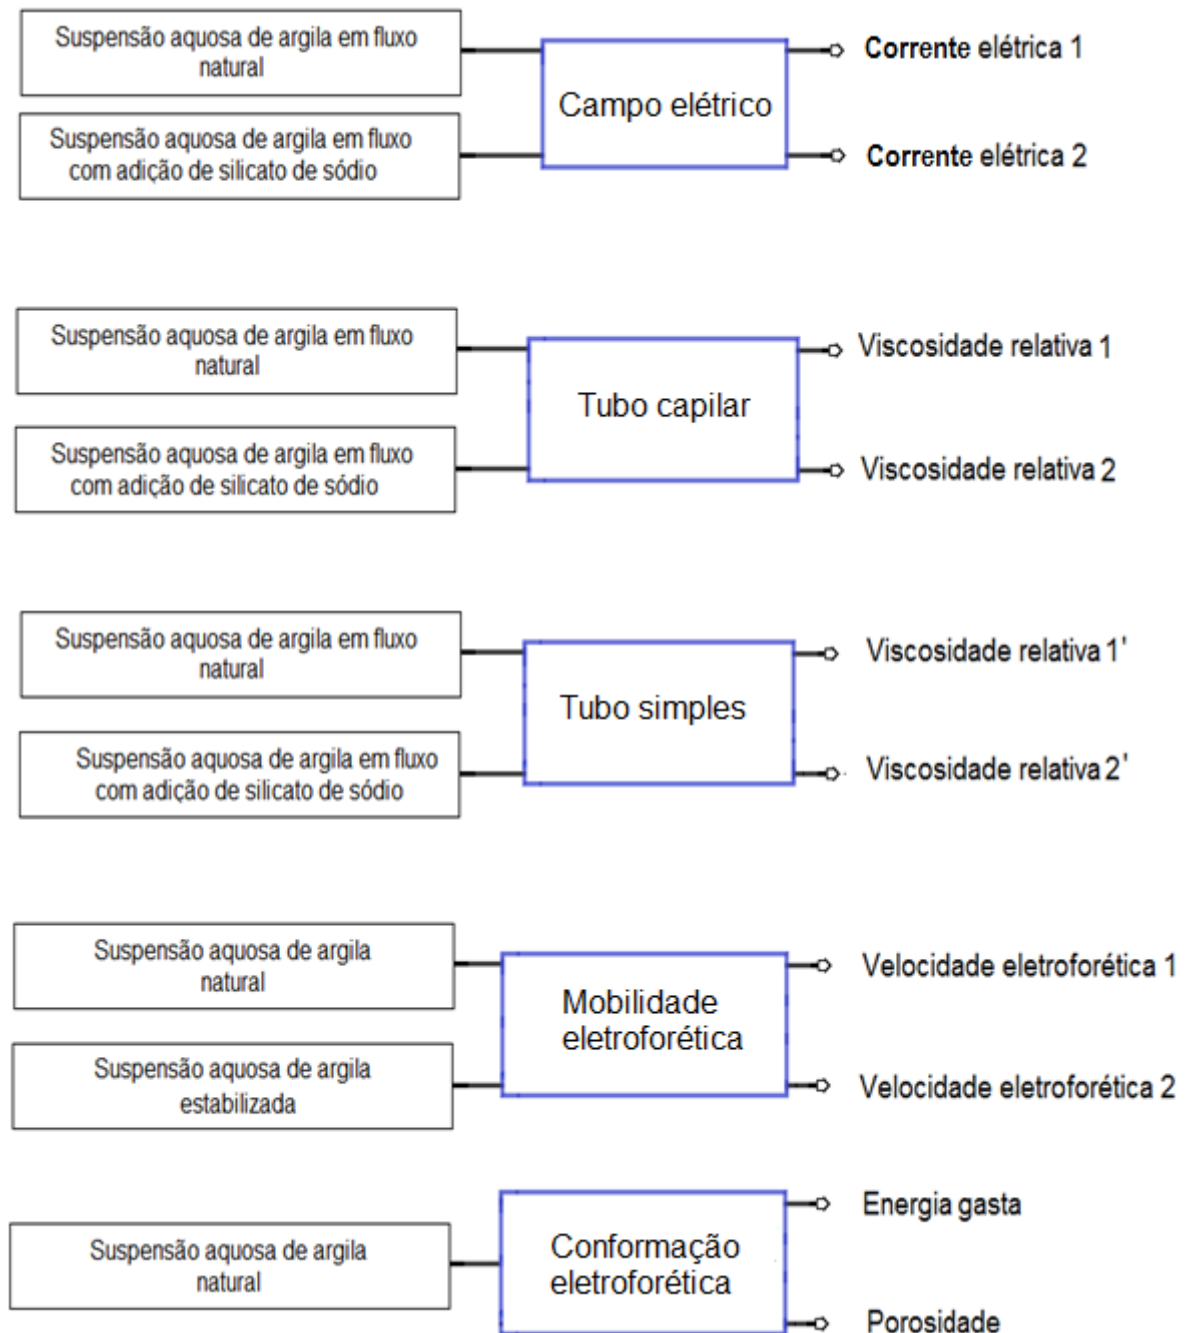 Suspensão aquosa de argila em fluxo
natural
Campo elétrico
Corrente elétrica 1
Suspensão aquosa de argila em fluxo
com adição de silicato de sódio
Corrente elétrica 2
Suspensão aquosa de argila em fluxo
natural
Tubo capilar
Viscosidade relativa 1
Suspensão aquosa de argila em fluxo
com adição de silicato de sódio
Viscosidade relativa 2
Suspensão aquosa de argila em fluxo
natural
Tubo simples
Viscosidade relativa 1'
Suspensão aquosa de argila em fluxo
com adição de silicato de sódio
Viscosidade relativa 2'
Suspensão aquosa de argila
natural
Mobilidade
eletroforética
Velocidade eletroforética 1
Suspensão aquosa de argila
estabilizada
Velocidade eletroforética 2
Suspensão aquosa de argila
natural
Conformação
eletroforética
Energia gasta
Porosidade